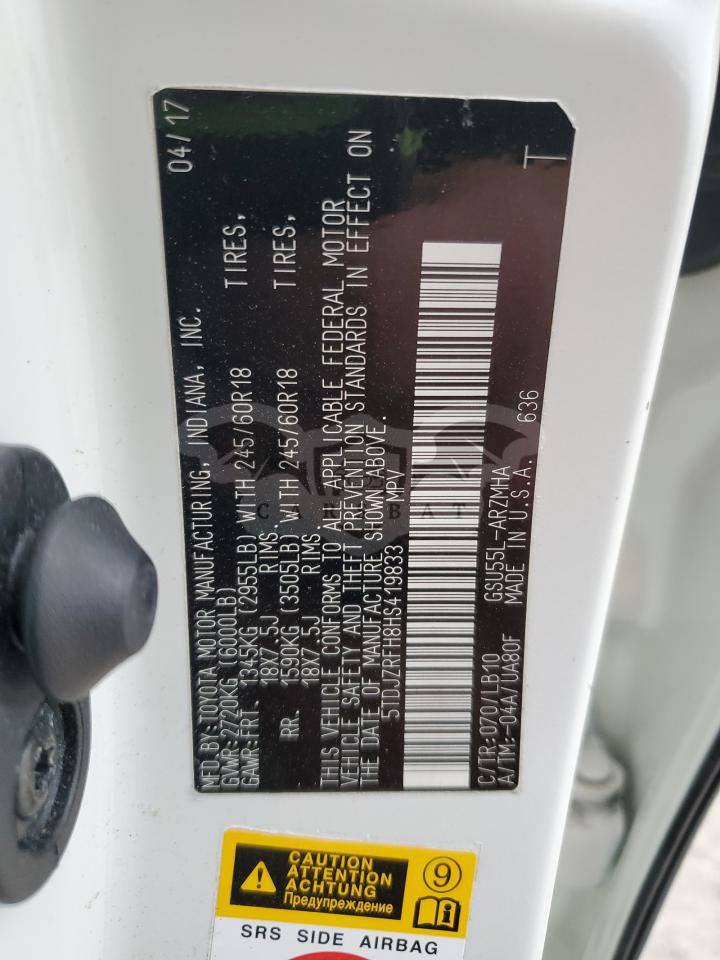 04/17
MFD. BY: TOYOTA MOTOR MANUFACTURING, INDIANA, INC.
GVWR: 2720KG (6000LB)
GAWR: FRT. 1345KG (2955LB) WITH 245/60R18 TIRES,
18X7.5J RIMS.
RR. 1590KG (3505LB) WITH 245/60R18 TIRES,
18X7.5J RIMS.
THIS VEHICLE CONFORMS TO ALL APPLICABLE FEDERAL MOTOR
VEHICLE SAFETY AND THEFT PREVENTION STANDARDS IN EFFECT ON
THE DATE OF MANUFACTURE SHOWN ABOVE.
5TDJZRFH8HS419833 MPV
C/TR:070/LB10 GSU55L-ARZMHA
A/TM:-04A/UA80F MADE IN U.S.A. 636
T
CAR BAT
CAUTION
ATTENTION
ACHTUNG
Предупреждение
9
i
SRS SIDE AIRBAG